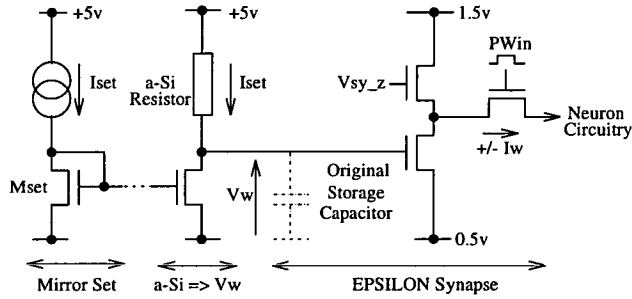 +5v
+5v
1.5v
PWin
Iset
a-Si
Resistor
Iset
Vsy_z
Neuron
Circuitry
+/- Iw
Mset
Vw
Original
Storage
Capacitor
0.5v
Mirror Set
a-Si => Vw
EPSILON Synapse